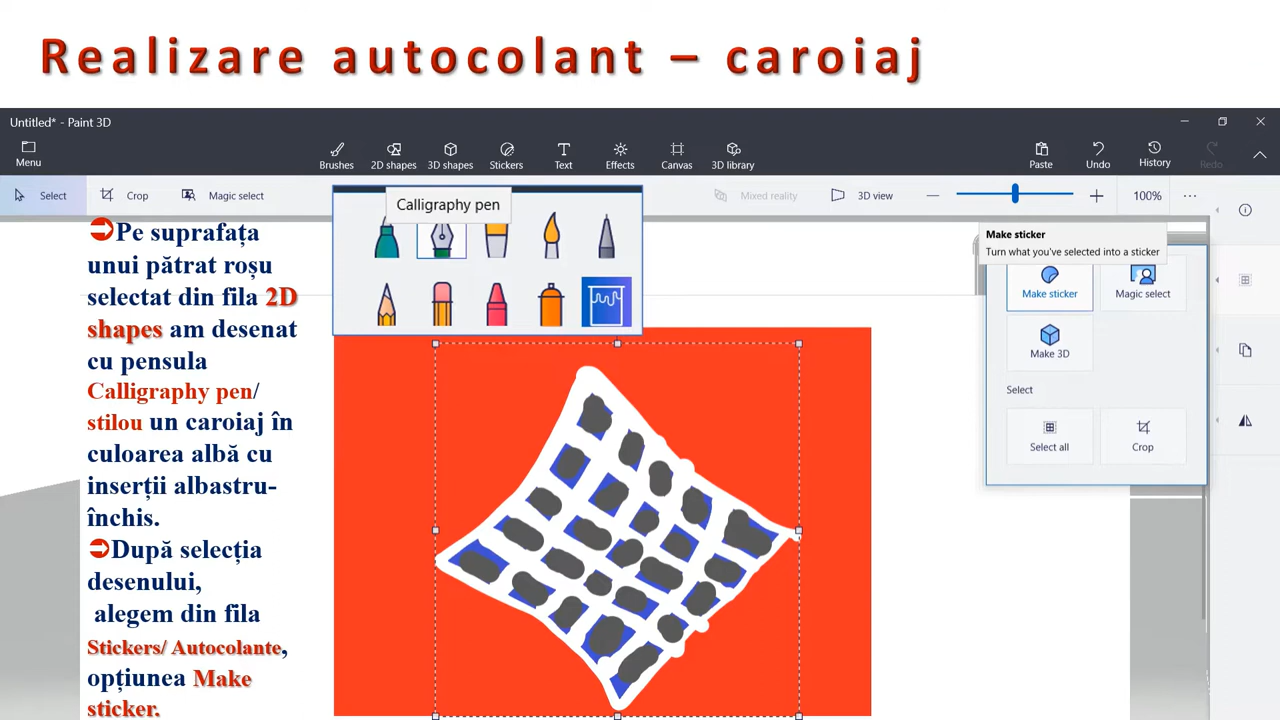 Realizare autocolant – caroiaj
Untitled* - Paint 3D
Menu
Brushes
2D shapes
3D shapes
Stickers
Text
Effects
Canvas
3D library
Paste
Undo
History
Redo
Select
Crop
Magic select
Mixed reality
3D view
100%
Calligraphy pen
Make sticker
Turn what you've selected into a sticker
Make sticker
Magic select
Make 3D
Select
Select all
Crop
Pe suprafața
unui pătrat roșu
selectat din fila 2D
shapes am desenat
cu pensula
Calligraphy pen/
stilou un caroiaj în
culoarea albă cu
inserții albastru-
închis.
După selecția
desenului,
alegem din fila
Stickers/ Autocolante,
opțiunea Make
sticker.